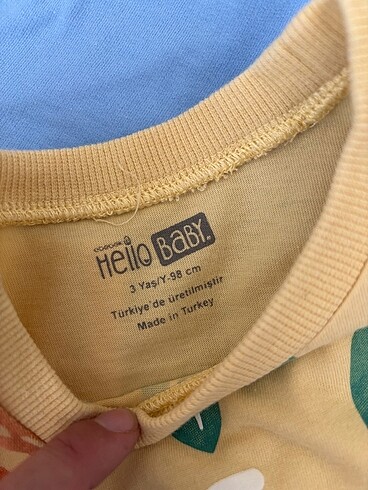 Hello BABY
3 Yaş/Y-98 cm
Türkiye'de üretilmiştir
Made in Turkey